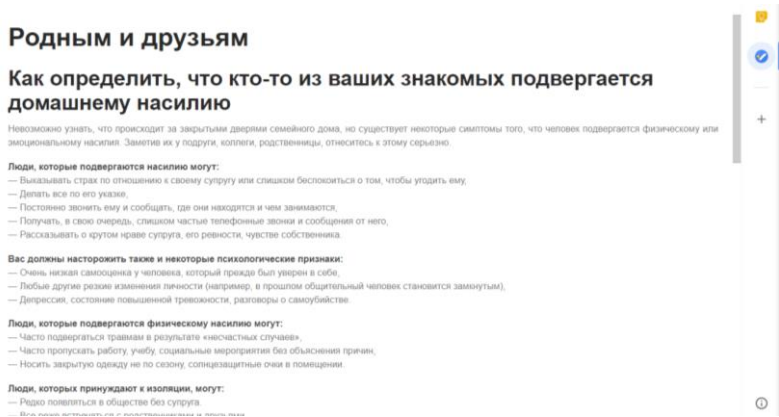 Родным и друзьям
Как определить, что кто-то из ваших знакомых подвергается
домашнему насилию
Невозможно узнать, что происходит за закрытыми дверями семейного дома, но существует некоторые симптомы того, что человек подвергается физическому или
эмоциональному насилия. Заметив их у подруги, коллеги, родственницы, отнеситесь к этому серьезно.
Люди, которые подвергаются насилию могут:
— Выказывать страх по отношению к своему супругу или слишком беспокоиться о том, чтобы угодить ему,
— Делать все по его указке,
— Постоянно звонить ему и сообщать, где они находятся и чем занимаются,
— Получать, в свою очередь, слишком частые телефонные звонки и сообщения от него,
— Рассказывать о крутом нраве супруга, его ревности, чувстве собственника.
Вас должны насторожить также и некоторые психологические признаки:
— Очень низкая самооценка у человека, который прежде был уверен в себе,
— Любые другие резкие изменения личности (например, в прошлом общительный человек становится замкнутым),
— Депрессия, состояние повышенной тревожности, разговоры о самоубийстве.
Люди, которые подвергаются физическому насилию могут:
— Часто подвергаться травмам в результате «несчастных случаев»,
— Часто пропускать работу, учебу, социальные мероприятия без объяснения причин,
— Носить закрытую одежду не по сезону, солнцезащитные очки в помещении.
Люди, которых принуждают к изоляции, могут:
— Редко появляться в обществе без супруга.
— Все реже встречаться с родственниками и друзьями